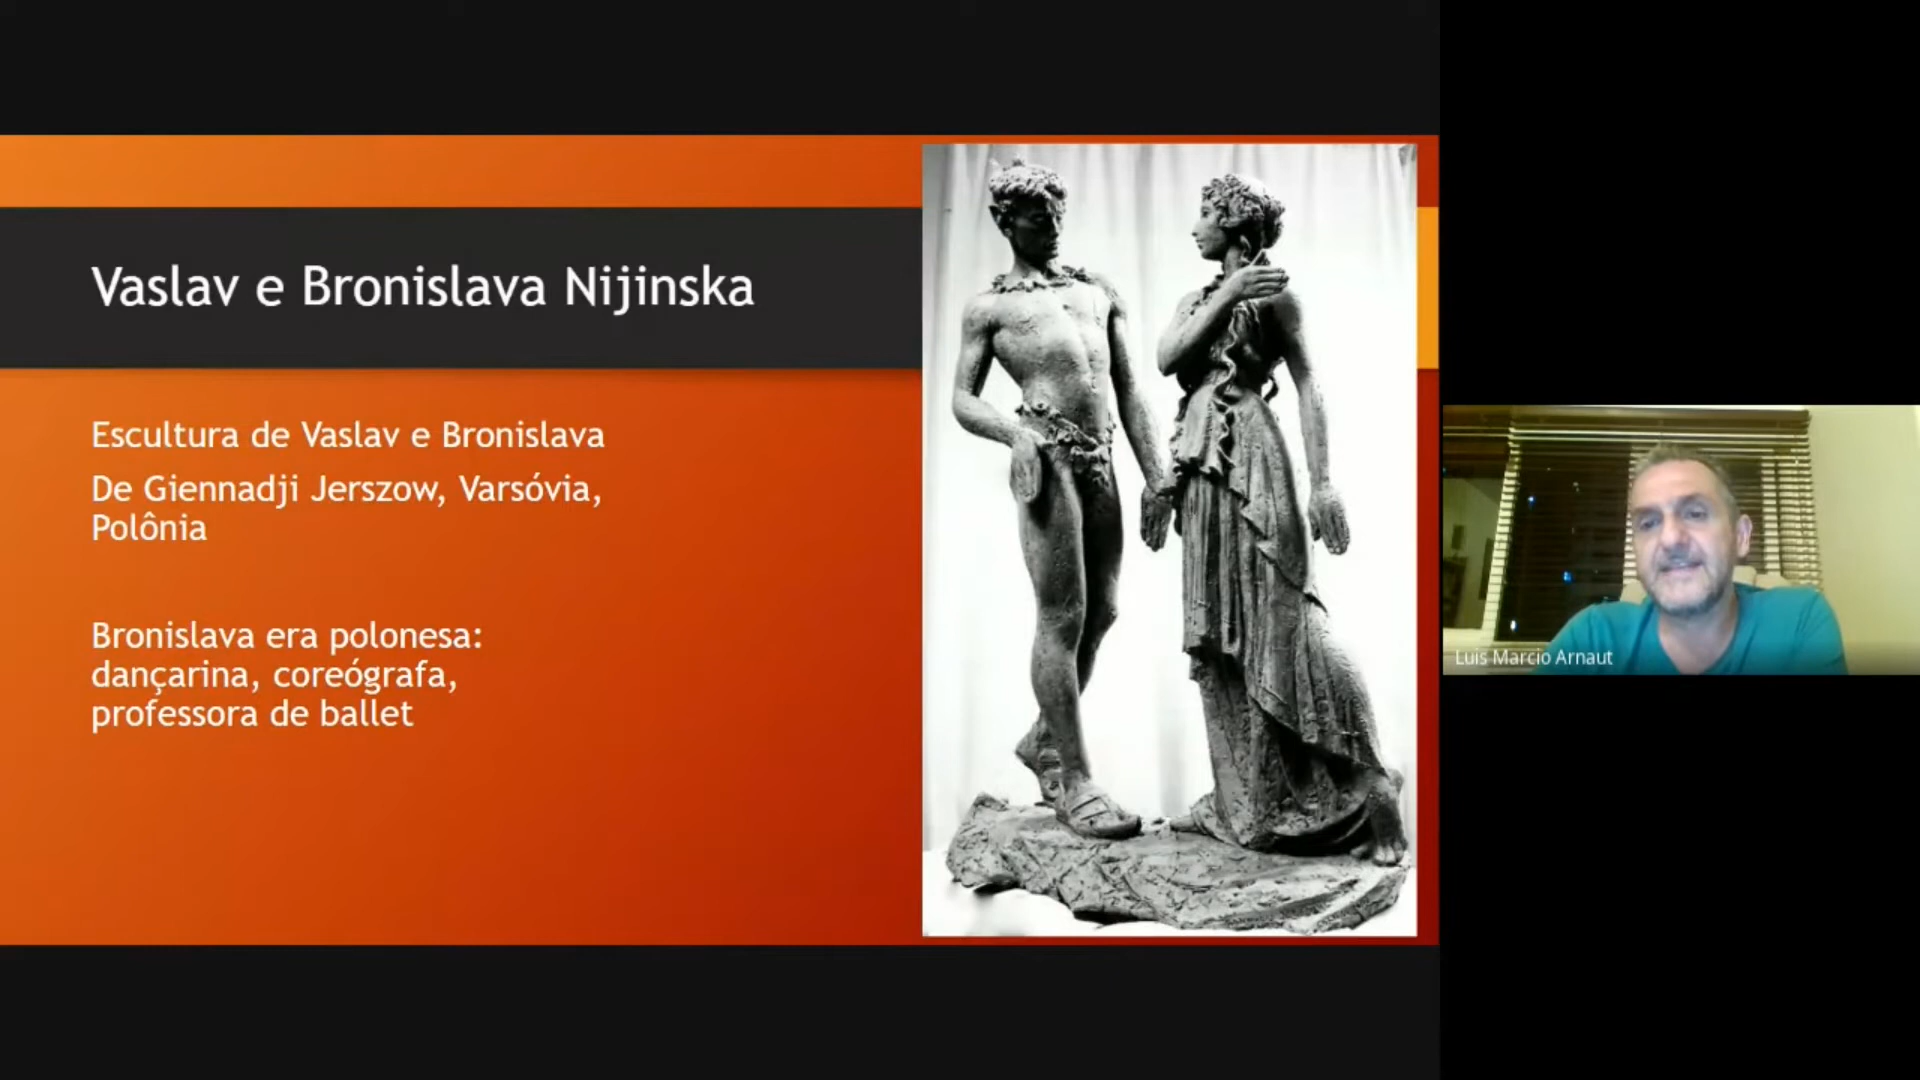 Vaslav e Bronislava Nijinska
Escultura de Vaslav e Bronislava
De Giennadji Jerszow, Varsóvia,
Polônia
Bronislava era polonesa:
dançarina, coreógrafa,
professora de ballet
Luis Marcio Arnaut